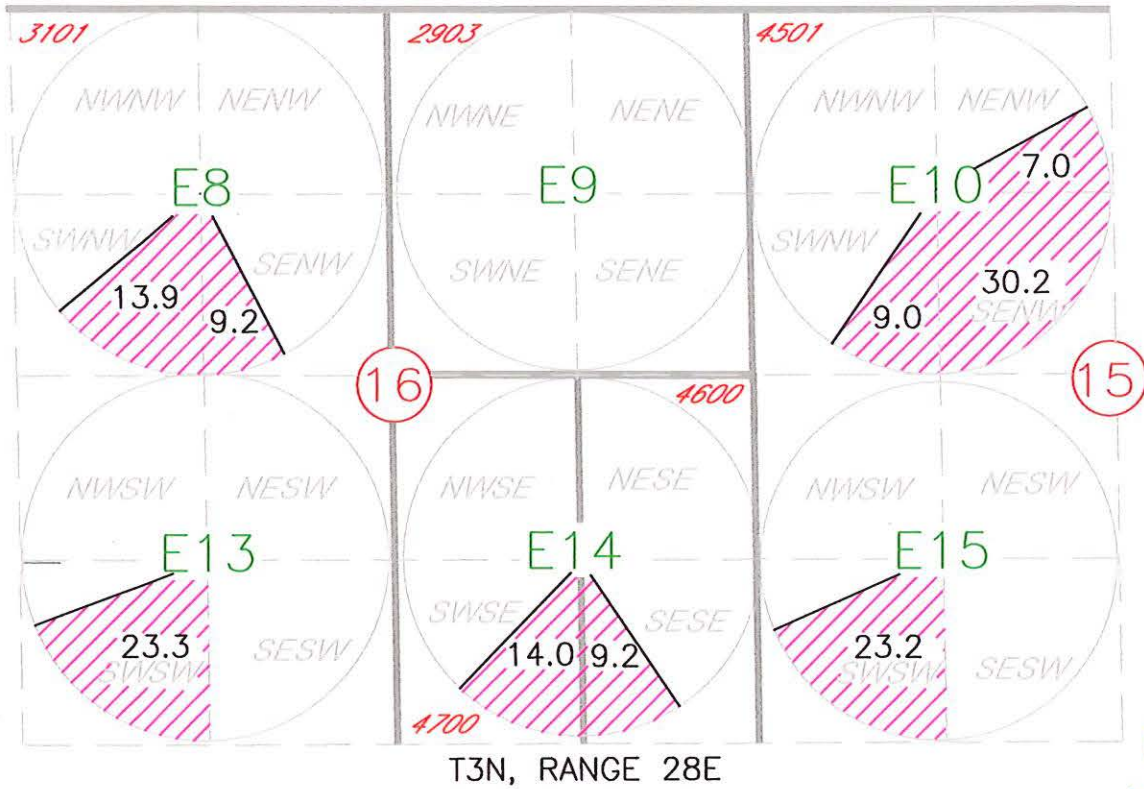 3101
2903
4501
NWNW NENW
NWNE NENE
NWNW NENW
E8
E9
E10
7.0
SWNW
SENW
SWNE SENE
SWNW
30.2
SENW
13.9
9.2
9.0
16
15
4600
NWSW NESW
NWSE NESE
NWSW NESW
E13
E14
E15
SWSE SESE
23.3
SWSW
SESW
14.0 9.2
23.2
SWSW
SESW
4700
T3N, RANGE 28E